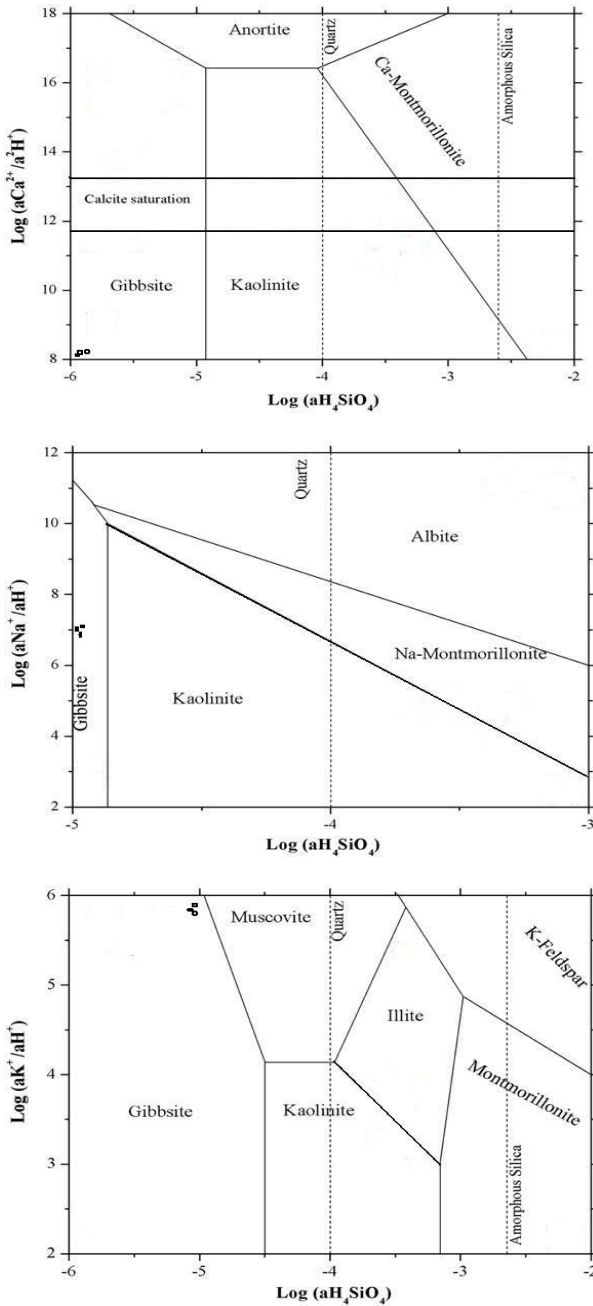 18
16
14
12
10
8
Log (aCa²⁺/a²H⁺)
Anortite
Quartz
Ca-Montmorillonite
Amorphous Silica
Calcite saturation
Gibbsite
Kaolinite
-6
-5
-4
-3
-2
Log (aH₄SiO₄)
12
10
8
6
4
2
Log (aNa⁺/aH⁺)
Quartz
Albite
Na-Montmorillonite
Gibbsite
Kaolinite
-5
-4
-3
Log (aH₄SiO₄)
6
5
4
3
2
Log (aK⁺/aH⁺)
Muscovite
Quartz
K-Feldspar
Illite
Montmorillonite
Gibbsite
Kaolinite
Amorphous Silica
-6
-5
-4
-3
-2
Log (aH₄SiO₄)